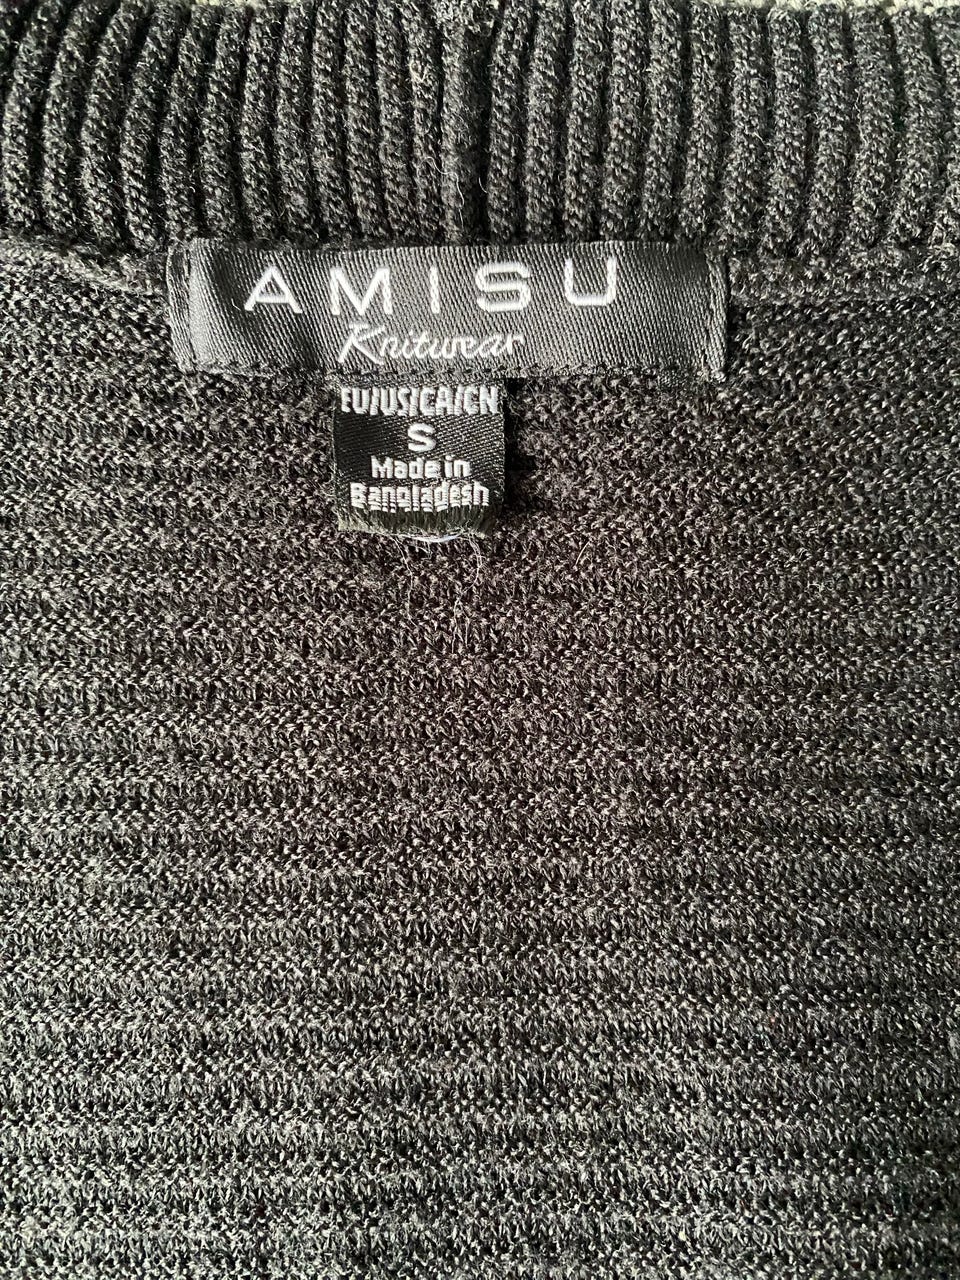 AMISU
Knitwear
EU/US/CA/CN
S
Made in
Bangladesh